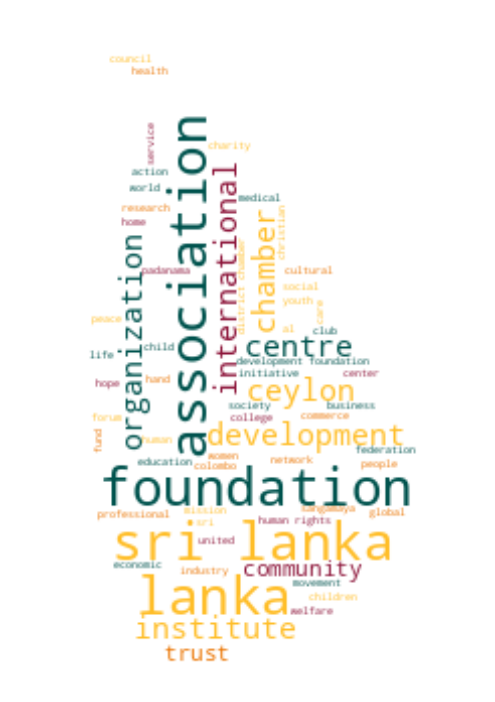 council
health
service
association
charity
action
international
world
medical
research
chamber
christian
home
organization
district chamber
padanama
cultural
social
youth
care
peace
al
club
child
centre
life
development foundation
initiative
center
hope
hand
ceylon
society
business
forum
college
commerce
fund
human
development
federation
women
education
colombo
network
people
foundation
professional
mission
sangamaya
global
sri
human rights
sri lanka
united
economic
industry
community
movement
lanka
children
welfare
institute
trust